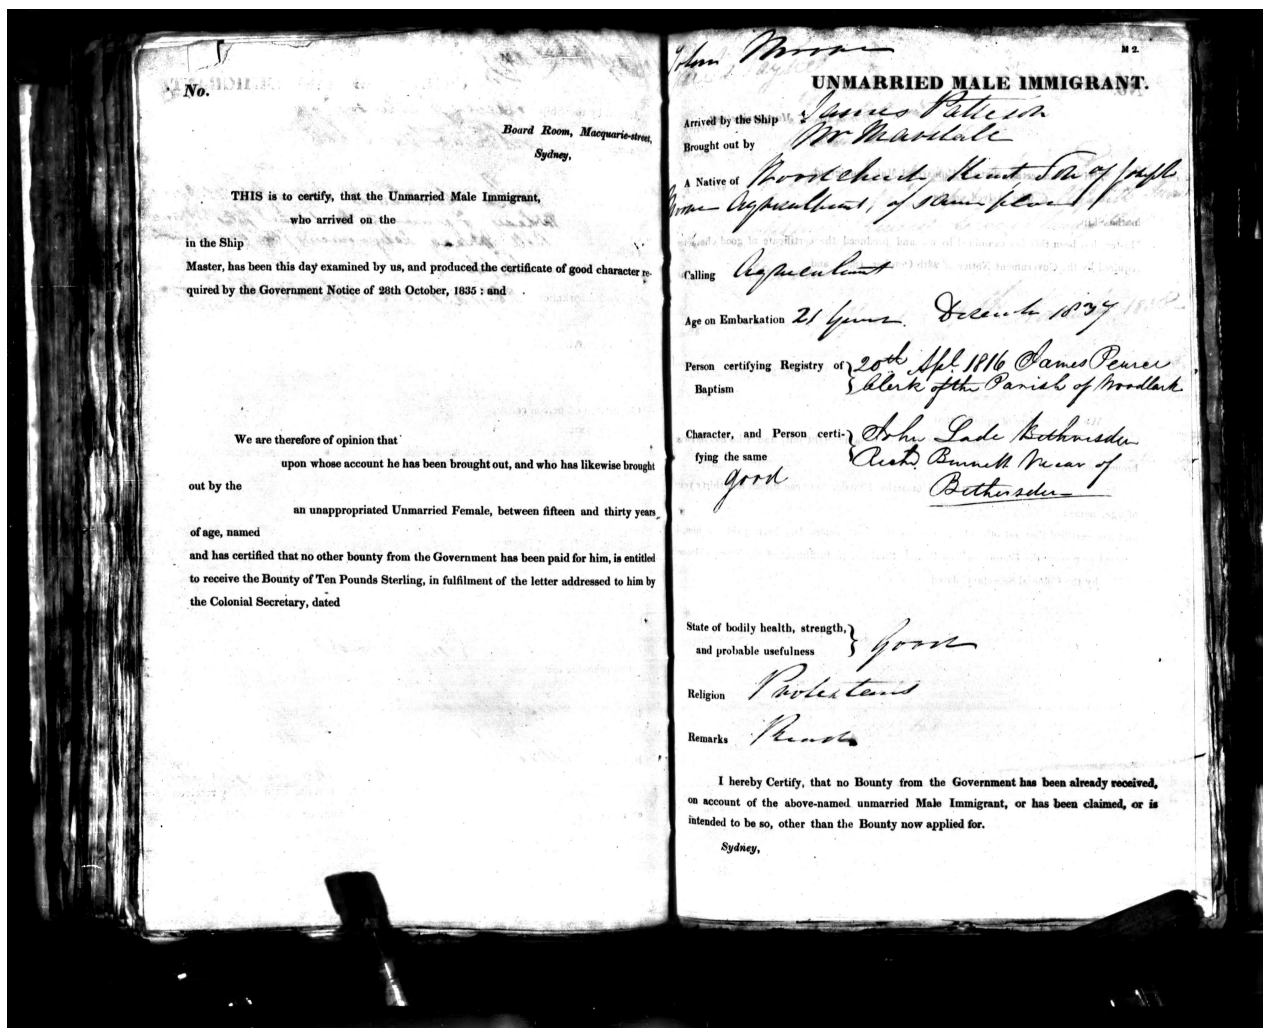 No.
Board Room, Macquarie-street,
Sydney,
THIS is to certify, that the Unmarried Male Immigrant,
who arrived on the
in the Ship
Master, has been this day examined by us, and produced the certificate of good character re-
quired by the Government Notice of 28th October, 1835 : and
We are therefore of opinion that
upon whose account he has been brought out, and who has likewise brought
out by the
an unappropriated Unmarried Female, between fifteen and thirty years
of age, named
and has certified that no other bounty from the Government has been paid for him, is entitled
to receive the Bounty of Ten Pounds Sterling, in fulfilment of the letter addressed to him by
the Colonial Secretary, dated
John Moore
M 2.
UNMARRIED MALE IMMIGRANT.
Arrived by the Ship James Pattison
Brought out by Mr Marsdale
A Native of Woodchurch Kent Son of Joseph
Moore Agriculturist, of same place
Calling Agriculturist
Age on Embarkation 21 Years. December 1837
Person certifying Registry of 20th Apl. 1816 James Pearce
Baptism Clerk of the Parish of
Character, and Person certi- John Lade Bethersden
fying the same Richd. Burnett Vicar of
good Bethersden
State of bodily health, strength,
and probable usefulness Good
Religion Protestant
Remarks Reads
I hereby Certify, that no Bounty from the Government has been already received,
on account of the above-named unmarried Male Immigrant, or has been claimed, or is
intended to be so, other than the Bounty now applied for.
Sydney,